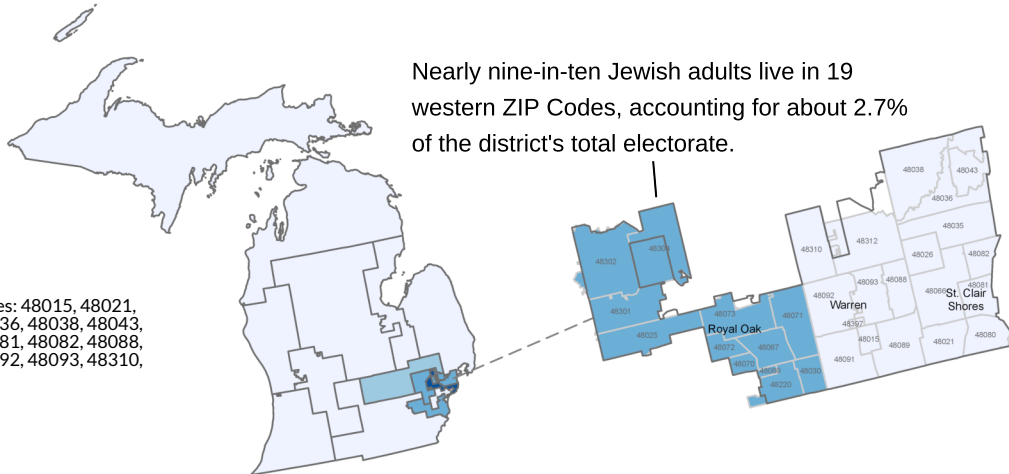 Nearly nine-in-ten Jewish adults live in 19
western ZIP Codes, accounting for about 2.7%
of the district's total electorate.
es: 48015, 48021,
36, 48038, 48043,
81, 48082, 48088,
92, 48093, 48310,
48038
48043
48036
48035
48310
48312
48026
48082
48302
48304
48093
48088
48081
48092
48066
St. Clair
Shores
Warren
48301
48073
48071
48397
Royal Oak
48025
48015
48080
48072
48067
48091
48089
48021
48070
48069
48030
48220